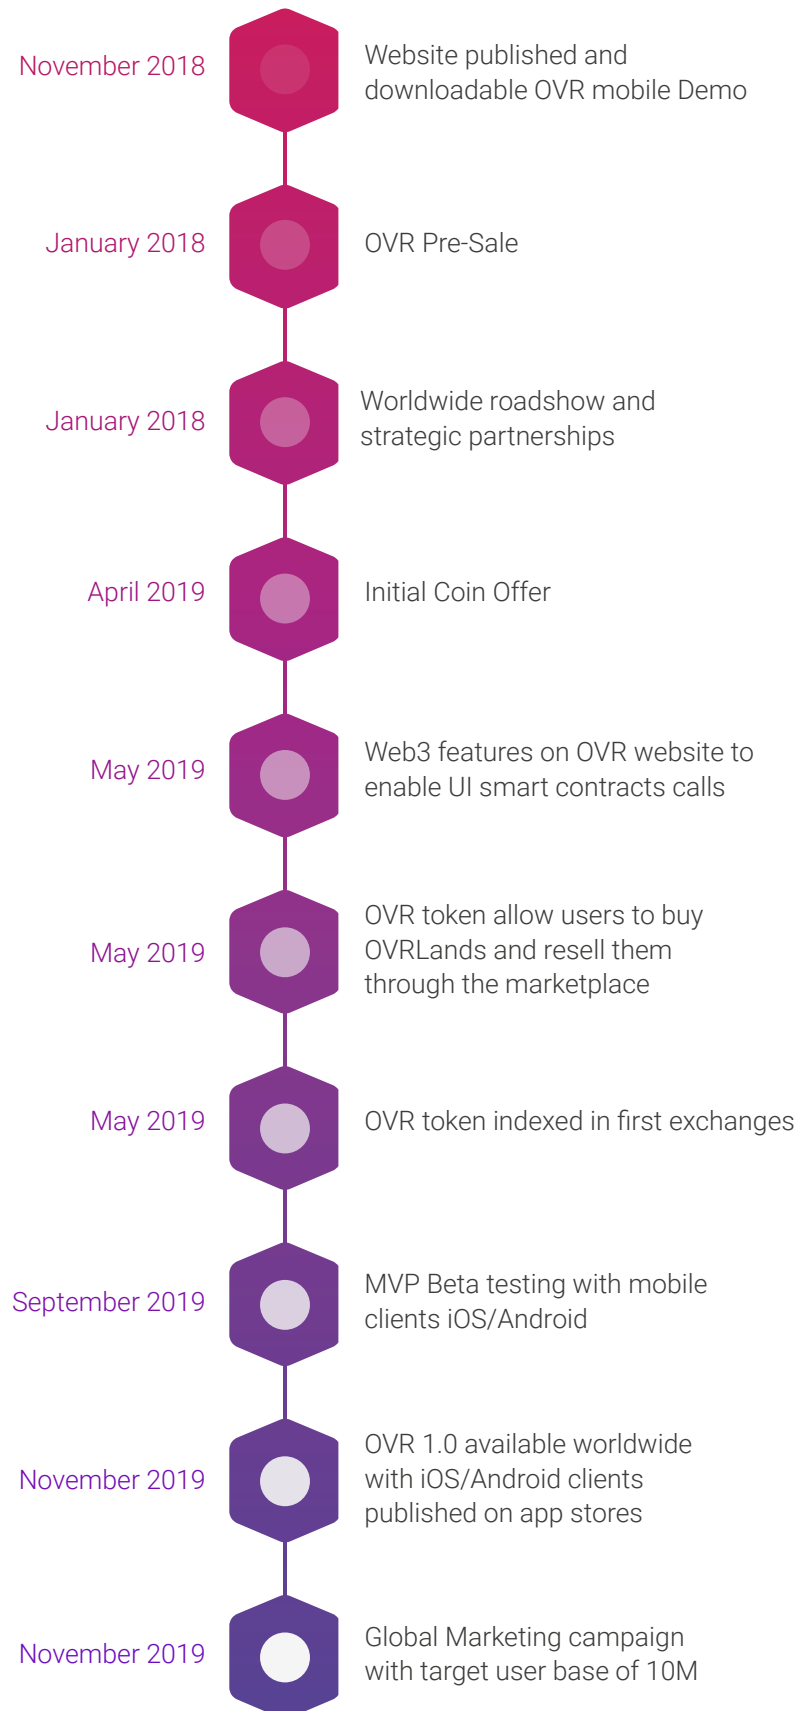 November 2018
Website published and
downloadable OVR mobile Demo
January 2018
OVR Pre-Sale
January 2018
Worldwide roadshow and
strategic partnerships
April 2019
Initial Coin Offer
May 2019
Web3 features on OVR website to
enable UI smart contracts calls
May 2019
OVR token allow users to buy
OVRLands and resell them
through the marketplace
May 2019
OVR token indexed in first exchanges
September 2019
MVP Beta testing with mobile
clients iOS/Android
November 2019
OVR 1.0 available worldwide
with iOS/Android clients
published on app stores
November 2019
Global Marketing campaign
with target user base of 10M